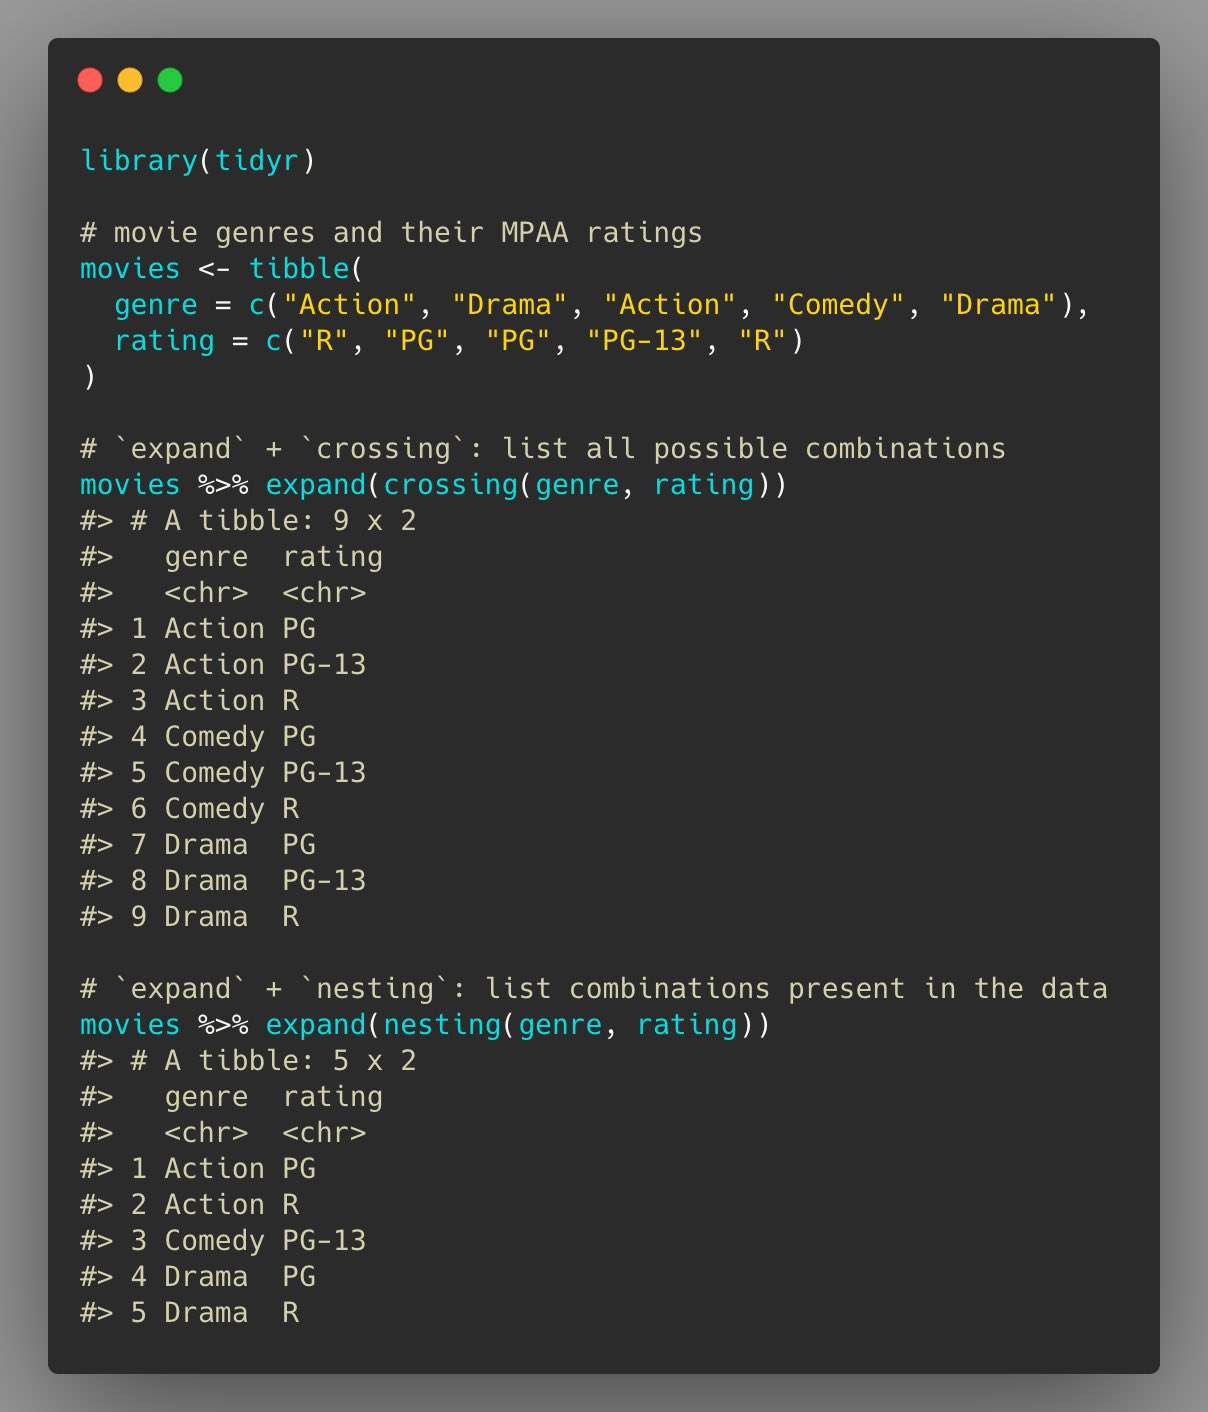 library(tidyr)
# movie genres and their MPAA ratings
movies <- tibble(
  genre = c("Action", "Drama", "Action", "Comedy", "Drama"),
  rating = c("R", "PG", "PG", "PG-13", "R")
)
# `expand` + `crossing`: list all possible combinations
movies %>% expand(crossing(genre, rating))
#> # A tibble: 9 x 2
#>   genre  rating
#>   <chr>  <chr>
#> 1 Action PG
#> 2 Action PG-13
#> 3 Action R
#> 4 Comedy PG
#> 5 Comedy PG-13
#> 6 Comedy R
#> 7 Drama  PG
#> 8 Drama  PG-13
#> 9 Drama  R
# `expand` + `nesting`: list combinations present in the data
movies %>% expand(nesting(genre, rating))
#> # A tibble: 5 x 2
#>   genre  rating
#>   <chr>  <chr>
#> 1 Action PG
#> 2 Action R
#> 3 Comedy PG-13
#> 4 Drama  PG
#> 5 Drama  R